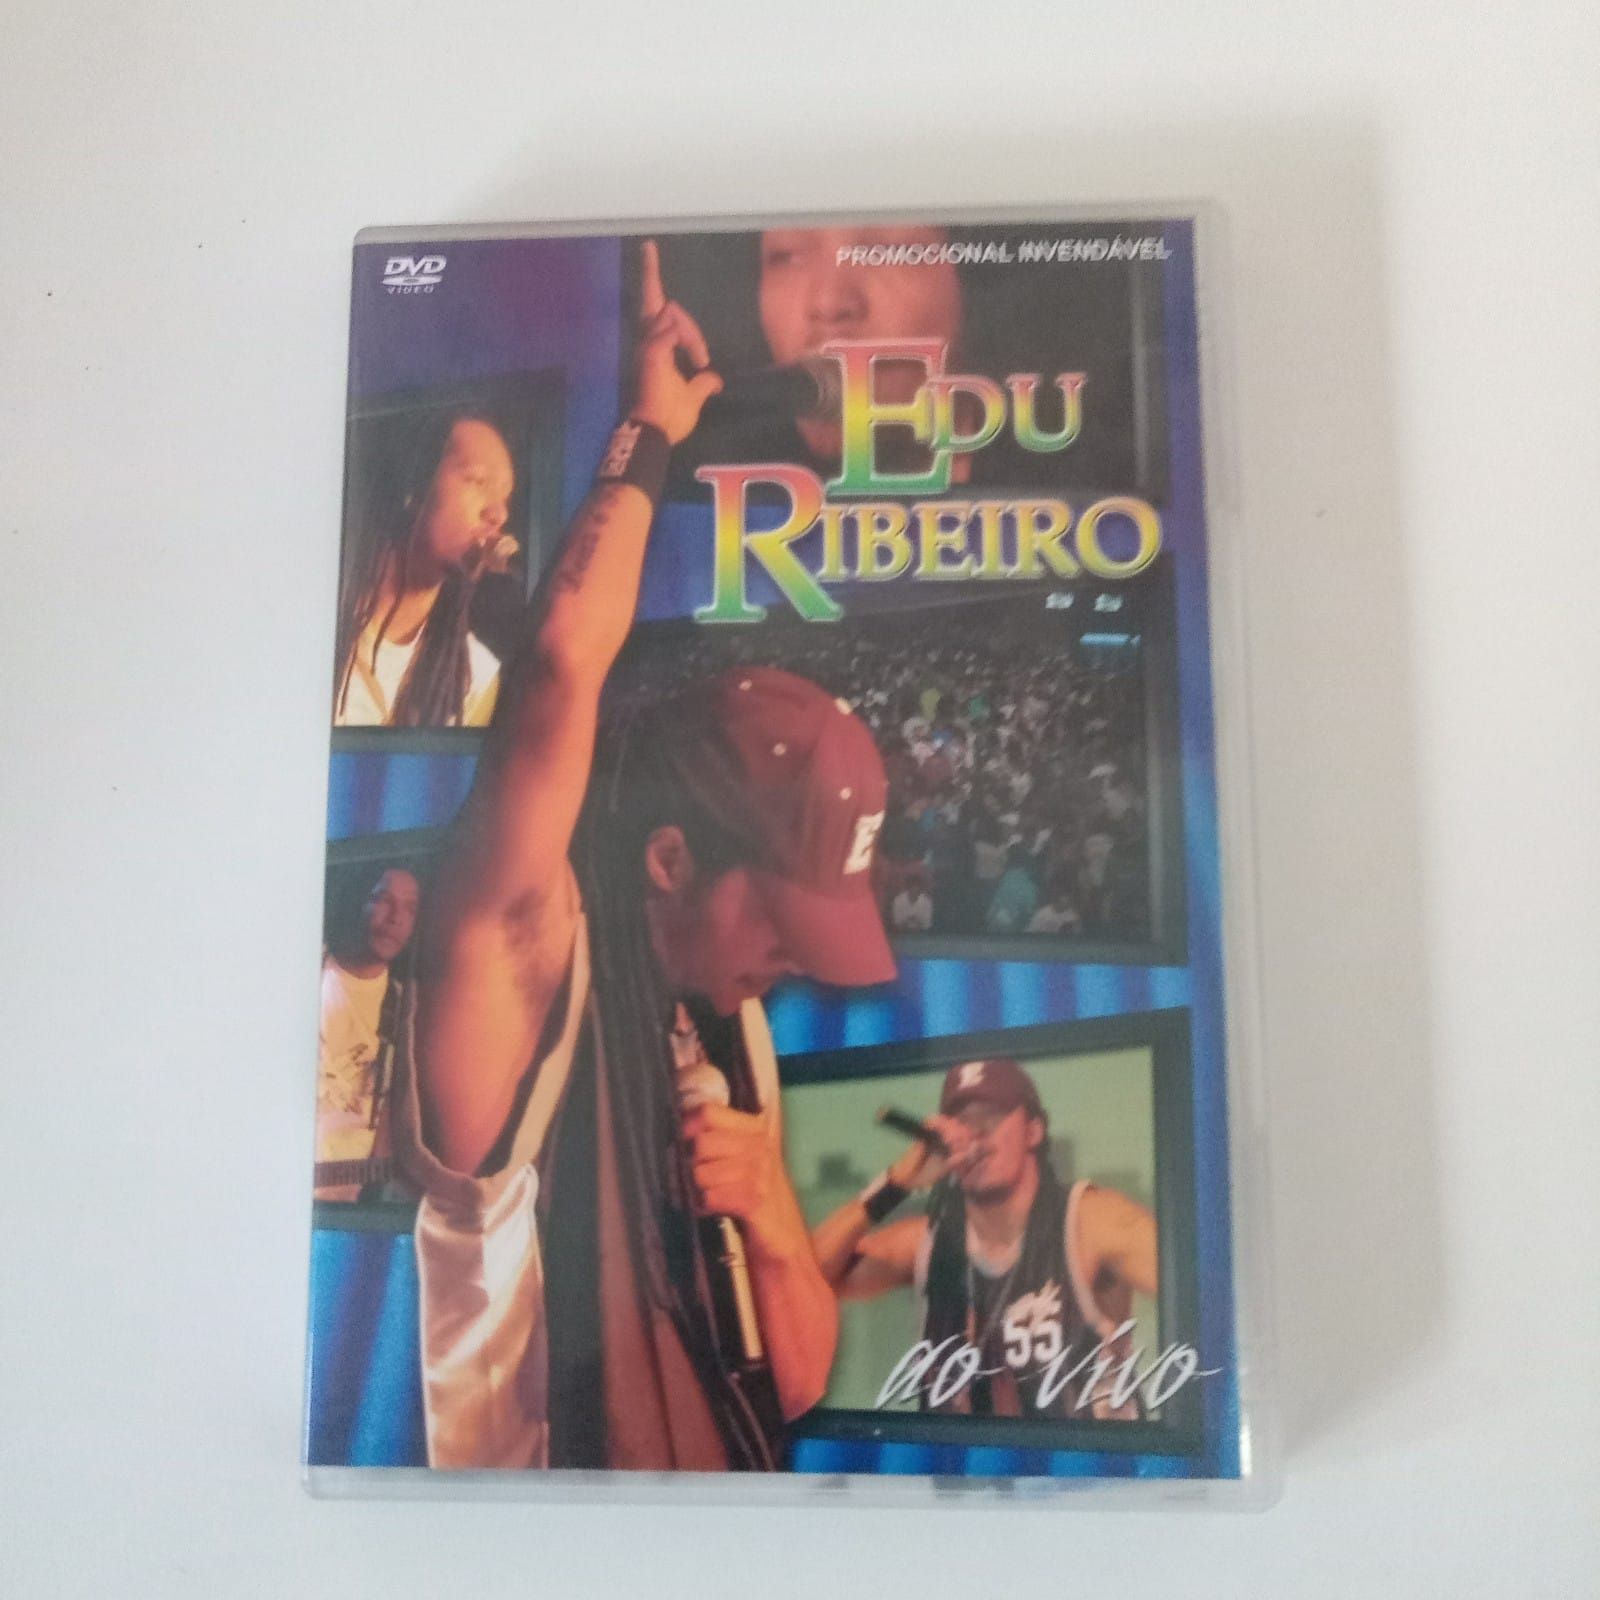 DVD
VIDEO
PROMOCIONAL INVENDÁVEL
EDU
RIBEIRO
E
E
55
ao vivo